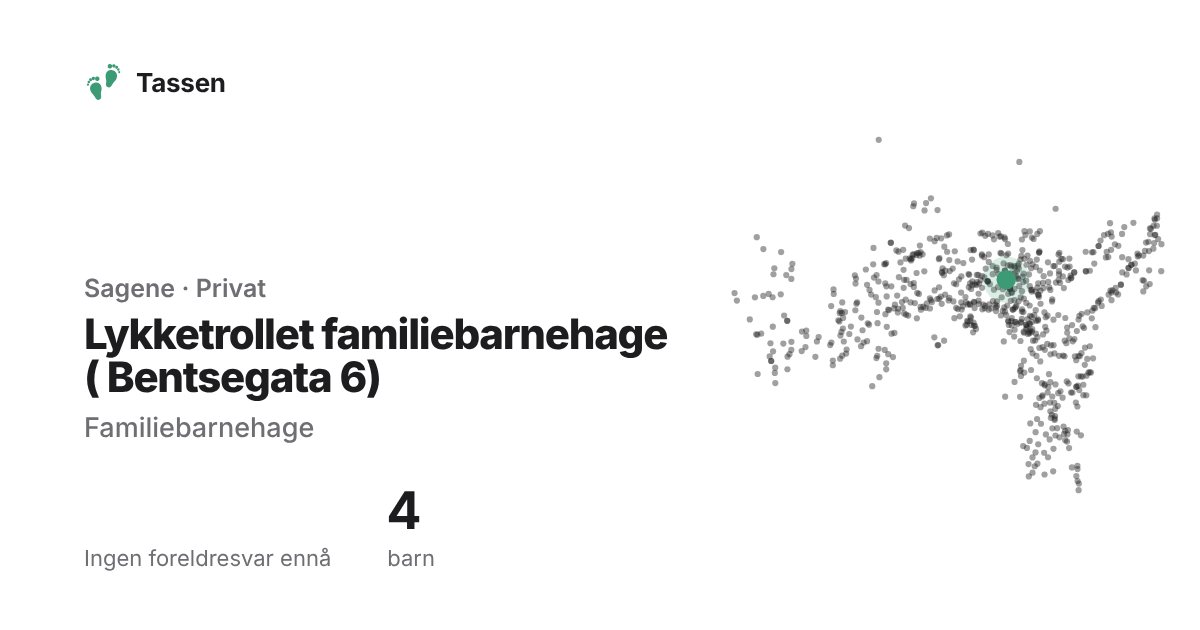 Tassen
Sagene · Privat
Lykketrollet familiebarnehage
( Bentsegata 6)
Familiebarnehage
4
Ingen foreldresvar ennå
barn